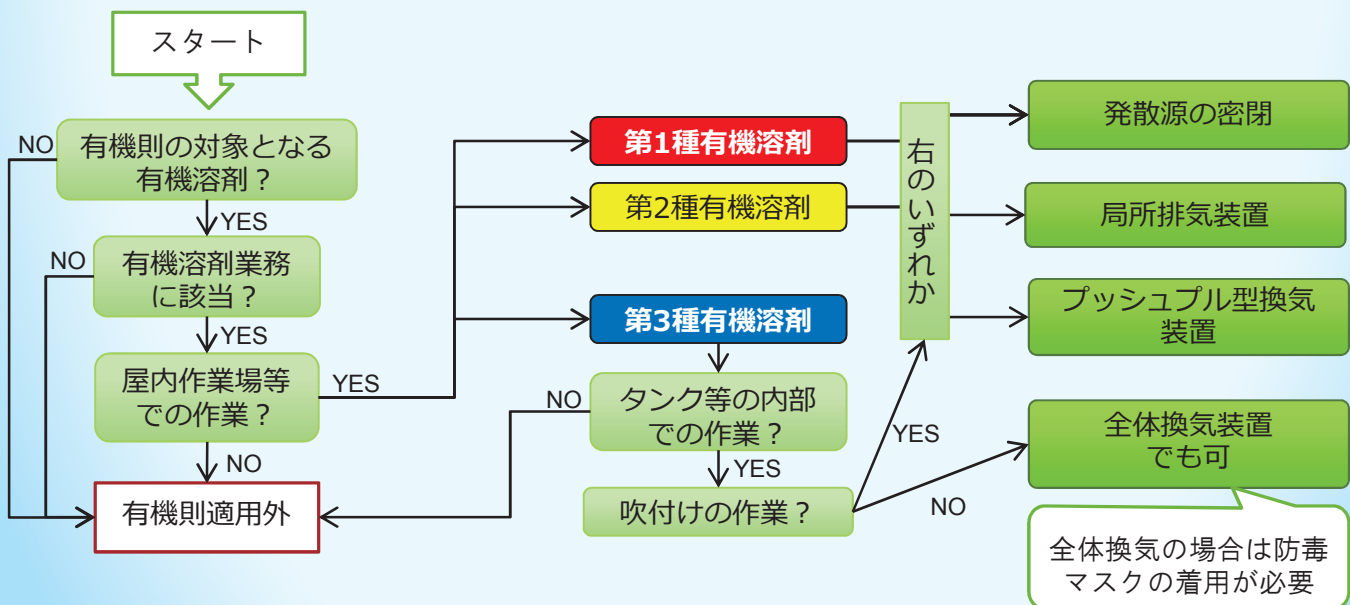 スタート
NO
有機則の対象となる
有機溶剤？
YES
NO
有機溶剤業務
に該当？
YES
屋内作業場等
での作業？
YES
NO
有機則適用外
第1種有機溶剤
第2種有機溶剤
第3種有機溶剤
NO
タンク等の内部
での作業？
YES
吹付けの作業？
YES
NO
右のいずれか
発散源の密閉
局所排気装置
プッシュプル型換気
装置
全体換気装置
でも可
全体換気の場合は防毒
マスクの着用が必要